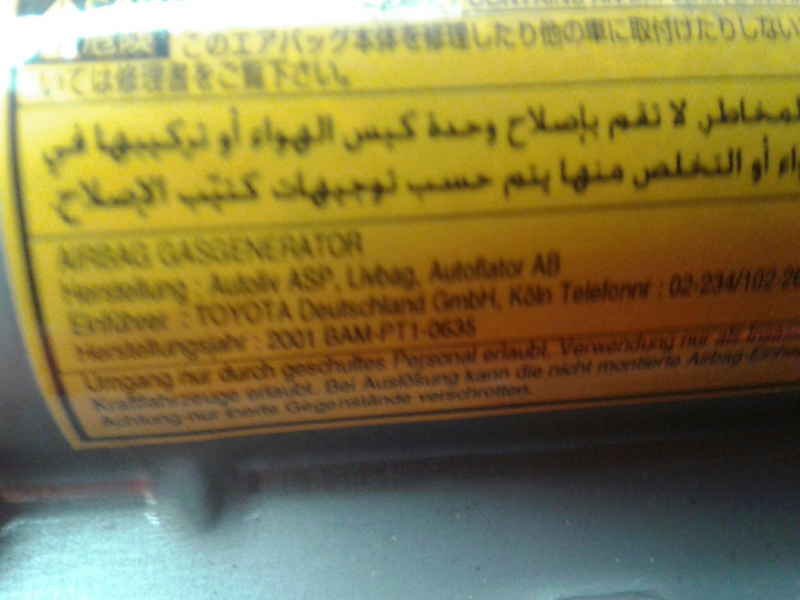 CONTAINS AN
このエアバッグ本体を修理したり他の車に取付けたりしない
いては修理書をご覧下さい。
لمخاطر لا تقم بإصلاح وحدة كيس الهواء أو تركيبها في
واء أو التخلص منها يتم حسب توجيهات كتيّب الإصلاح
AIRBAG GASGENERATOR
Herstellung : Autoliv ASP, Livbag, Autoflator AB
Einführer : TOYOTA Deutschland GmbH, Köln Telefonnr : 02-234/102-26
Herstellungsjahr : 2001 BAM-PT1-0635
Umgang nur durch geschultes Personal erlaubt. Verwendung nur als
Kraftfahrzeuge erlaubt. Bei Auslösung kann die nicht montierte Airbag-Einhei
Achtung-nur inerte Gegenstände verschrotten.